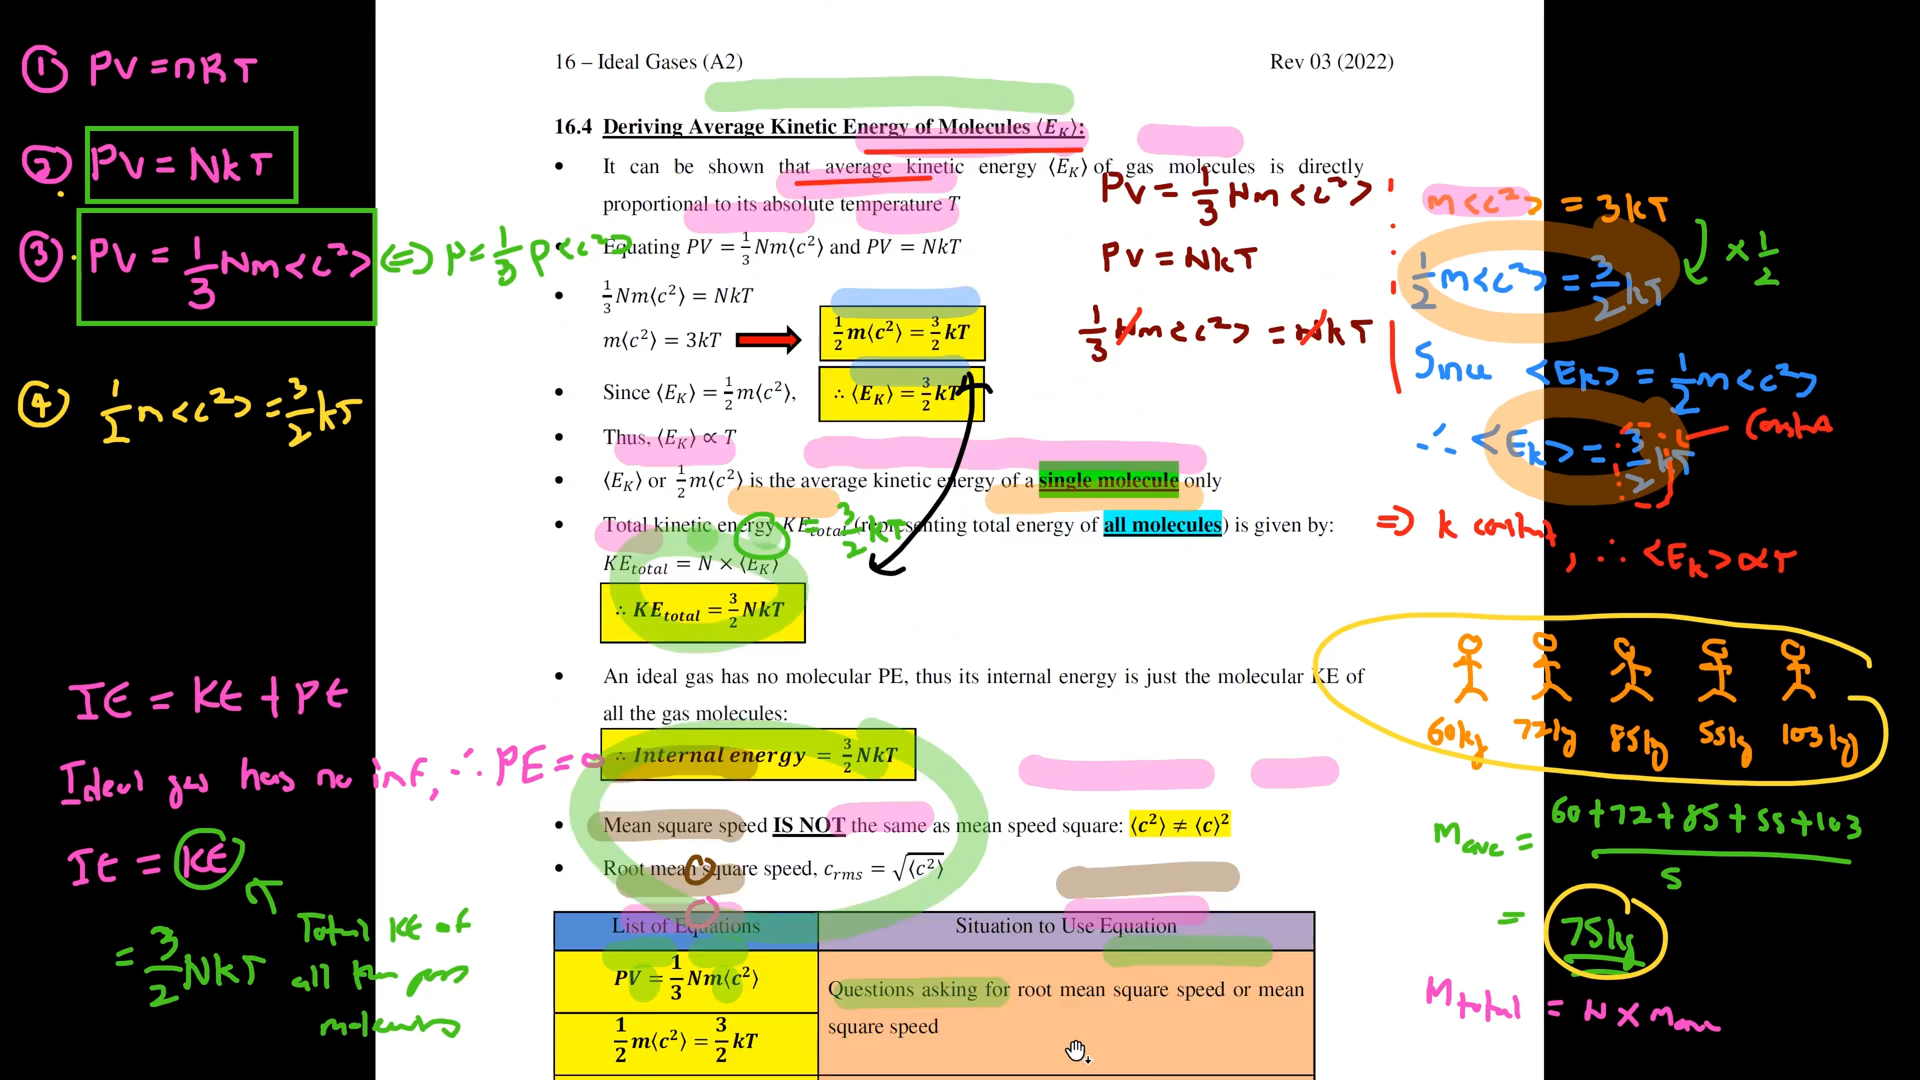 ① PV = nRT
② PV = NkT
③ PV = 1/3 Nm<c²> ⇔ P = 1/3 ρ<c²>
④ 1/2 m<c²> = 3/2 kT
IE = KE + PE
Ideal gas has no imf, ∴ PE = 0
IE = KE
= 3/2 NkT
Total KE of
all the gas
molecules
16 – Ideal Gases (A2) Rev 03 (2022)
16.4 Deriving Average Kinetic Energy of Molecules ⟨E_K⟩:
• It can be shown that average kinetic energy ⟨E_K⟩ of gas molecules is directly
proportional to its absolute temperature T
• Equating PV = 1/3 Nm⟨c²⟩ and PV = NkT
• 1/3 Nm⟨c²⟩ = NkT
m⟨c²⟩ = 3kT
1/2 m⟨c²⟩ = 3/2 kT
• Since ⟨E_K⟩ = 1/2 m⟨c²⟩, ∴ ⟨E_K⟩ = 3/2 kT
• Thus, ⟨E_K⟩ ∝ T
• ⟨E_K⟩ or 1/2 m⟨c²⟩ is the average kinetic energy of a single molecule only
• Total kinetic energy KE_total (representing total energy of all molecules) is given by:
= 3/2 kT
KE_total = N × ⟨E_K⟩
∴ KE_total = 3/2 NkT
• An ideal gas has no molecular PE, thus its internal energy is just the molecular KE of
all the gas molecules:
∴ Internal energy = 3/2 NkT
• Mean square speed IS NOT the same as mean speed square: ⟨c²⟩ ≠ ⟨c⟩²
• Root mean square speed, c_rms = √⟨c²⟩
List of Equations Situation to Use Equation
PV = 1/3 Nm⟨c²⟩
1/2 m⟨c²⟩ = 3/2 kT
Questions asking for root mean square speed or mean
square speed
PV = 1/3 Nm<c²>
PV = NkT
1/3 Nm<c²> = NkT
m<c²> = 3kT
× 1/2
1/2 m<c²> = 3/2 kT
Since <E_K> = 1/2 m<c²>
∴ <E_K> = 3/2 kT
⇒ k constant, ∴ <E_K> ∝ T
60kg 72kg 85kg 55kg 103kg
M_ave = 60+72+85+55+103
5
= 75kg
M_total = N × M_ave